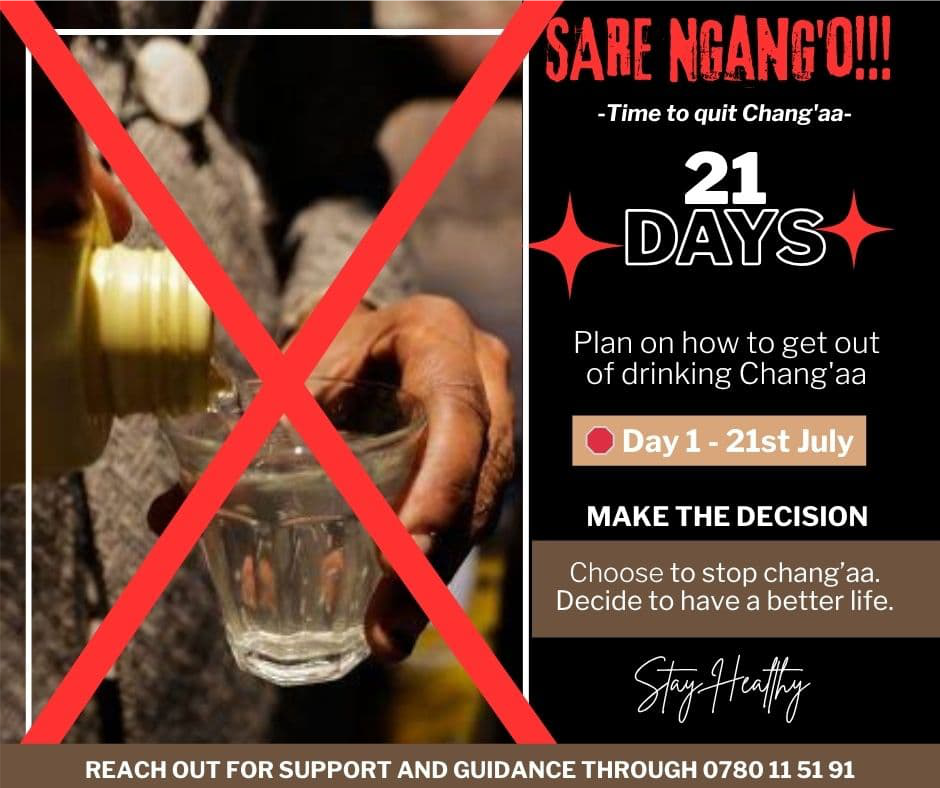 SARE NGANG'O!!!
-Time to quit Chang'aa-
21
DAYS
Plan on how to get out
of drinking Chang'aa
Day 1 - 21st July
MAKE THE DECISION
Choose to stop chang’aa.
Decide to have a better life.
Stay Healthy
REACH OUT FOR SUPPORT AND GUIDANCE THROUGH 0780 11 51 91